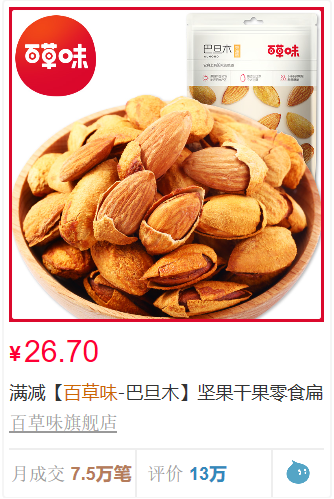 百草味
巴旦木
ALMOND
百草味
¥26.70
满减【百草味-巴旦木】坚果干果零食扁
百草味旗舰店
月成交 7.5万笔
评价 13万